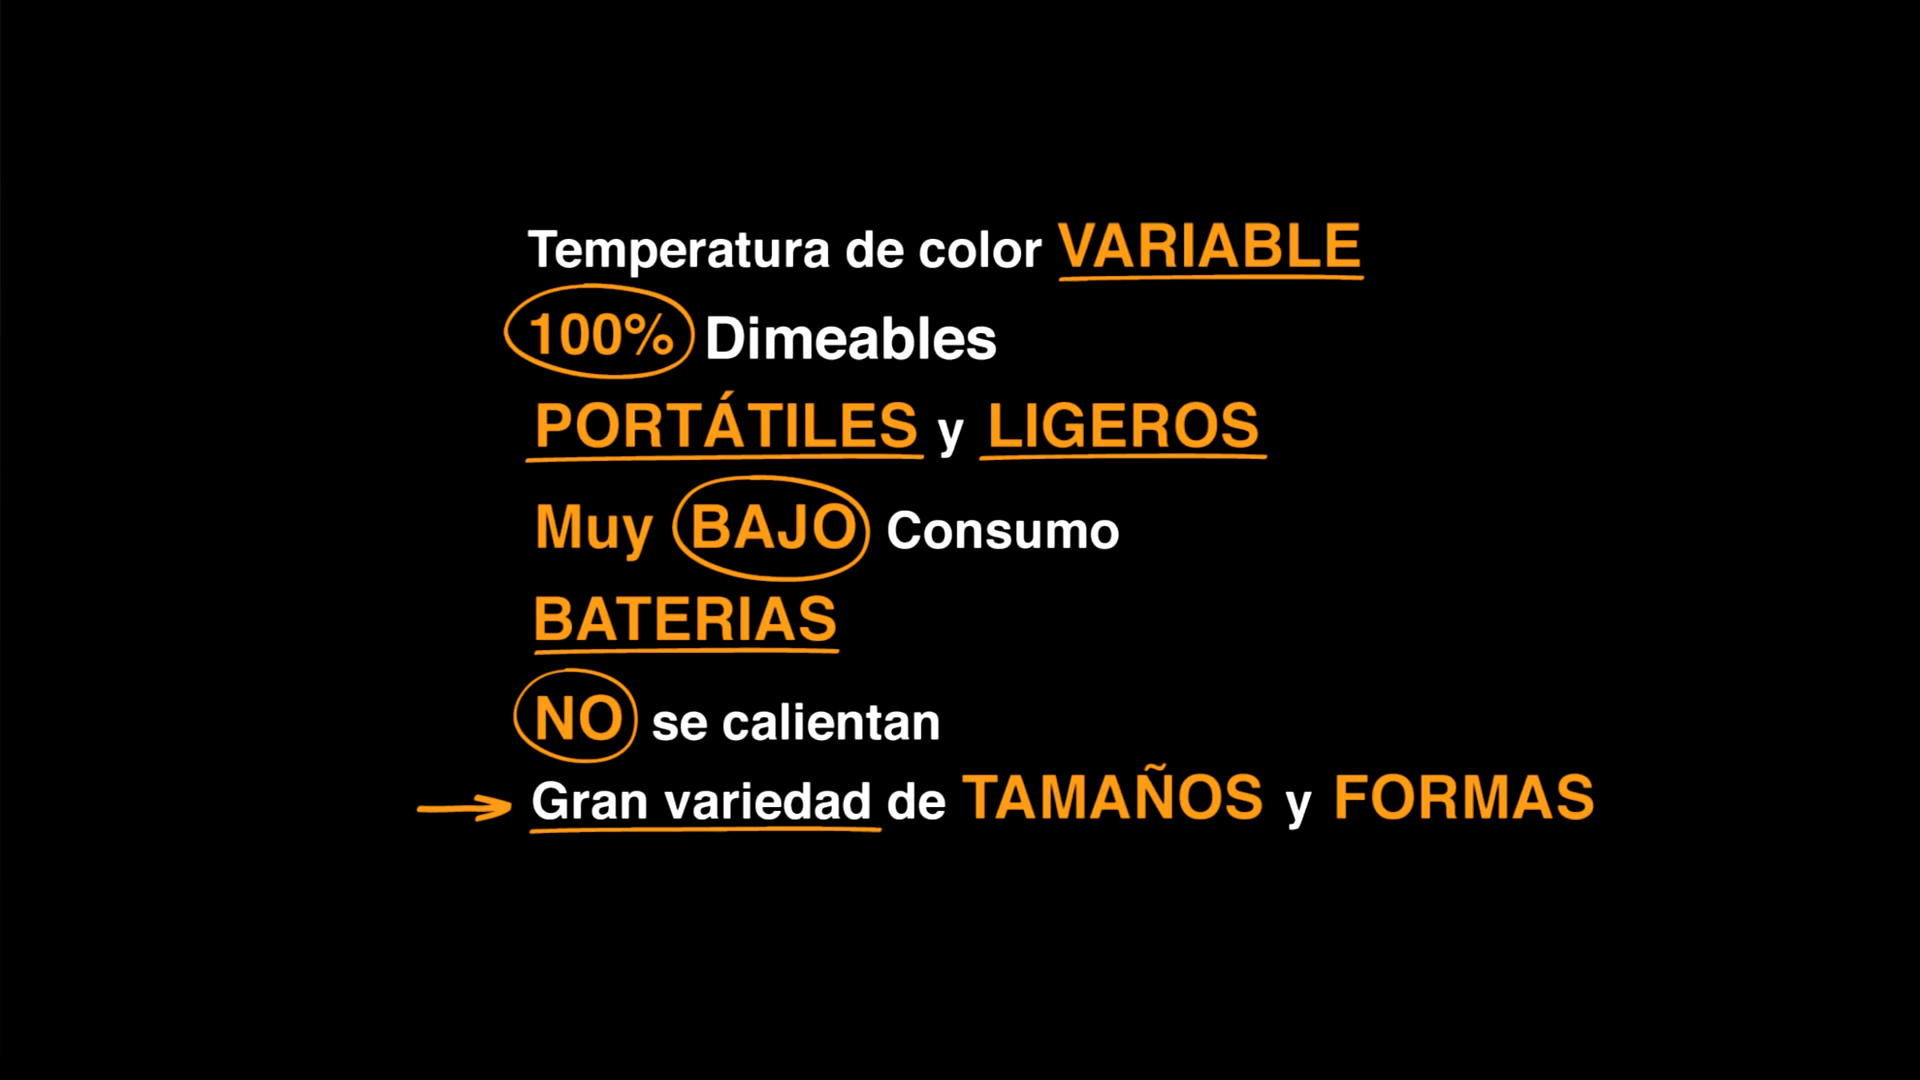 Temperatura de color VARIABLE
100% Dimeables
PORTÁTILES y LIGEROS
Muy BAJO Consumo
BATERIAS
NO se calientan
Gran variedad de TAMAÑOS y FORMAS